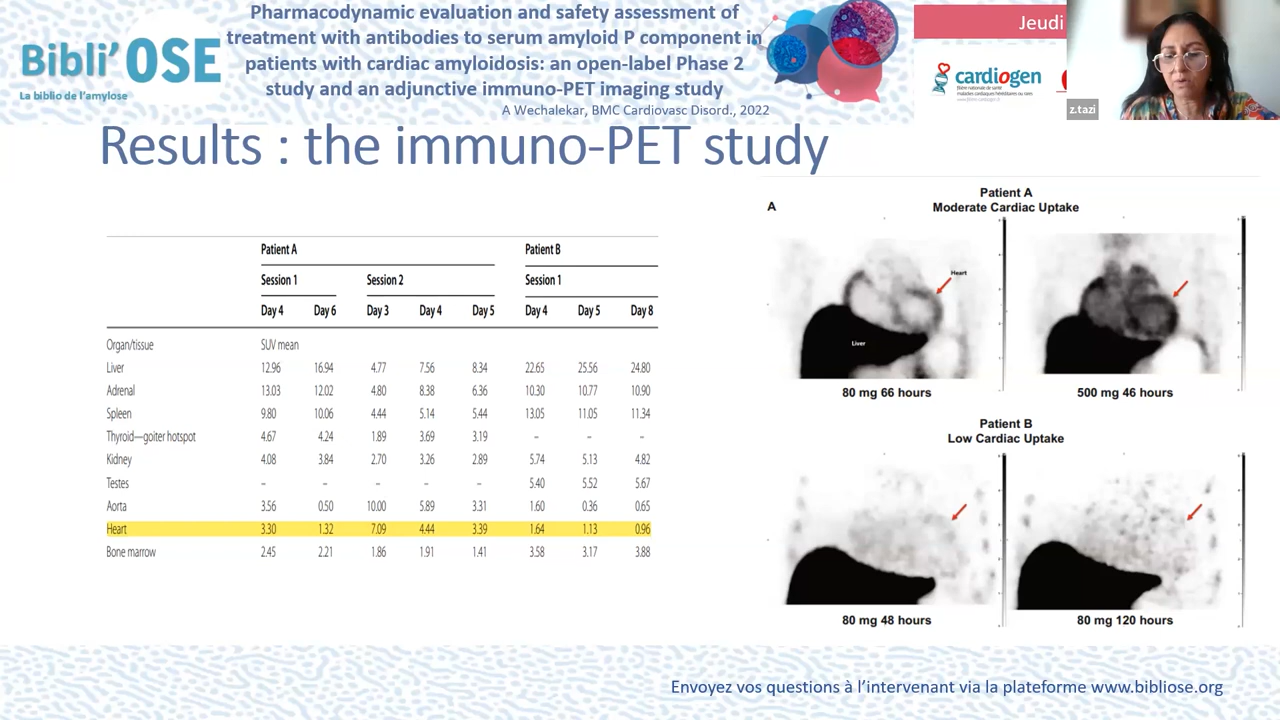 Pharmacodynamic evaluation and safety assessment of
treatment with antibodies to serum amyloid P component in
patients with cardiac amyloidosis: an open-label Phase 2
study and an adjunctive immuno-PET imaging study
A Wechalekar, BMC Cardiovasc Disord., 2022
Bibli'OSE
La biblio de l'amylose
Jeudi
cardiogen
filière nationale de santé
maladies cardiaques héréditaires ou rares
z.tazi
Results : the immuno-PET study
Patient A Patient B
Session 1 Session 2 Session 1
Day 4 Day 6 Day 3 Day 4 Day 5 Day 4 Day 5 Day 8
Organ/tissue SUV mean
Liver 12.96 16.94 4.77 7.56 8.34 22.65 25.56 24.80
Adrenal 13.03 12.02 4.80 8.38 6.36 10.30 10.77 10.90
Spleen 9.80 10.06 4.44 5.14 5.44 13.05 11.05 11.34
Thyroid—goiter hotspot 4.67 4.24 1.89 3.69 3.19 – – –
Kidney 4.08 3.84 2.70 3.26 2.89 5.74 5.13 4.82
Testes – – – – – 5.40 5.52 5.67
Aorta 3.56 0.50 10.00 5.89 3.31 1.60 0.36 0.65
Heart 3.30 1.32 7.09 4.44 3.39 1.64 1.13 0.96
Bone marrow 2.45 2.21 1.86 1.91 1.41 3.58 3.17 3.88
A
Patient A
Moderate Cardiac Uptake
Heart
Liver
80 mg 66 hours 500 mg 46 hours
Patient B
Low Cardiac Uptake
80 mg 48 hours 80 mg 120 hours
Envoyez vos questions à l'intervenant via la plateforme www.bibliose.org